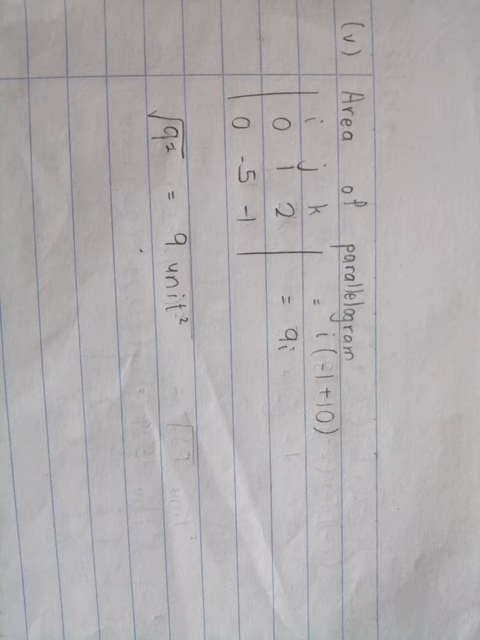 (v) Area of parallelogram
| i j k | = i(-1+10)
| 0 1 2 | = 9i
| 0 -5 -1 |
√9² = 9 unit²